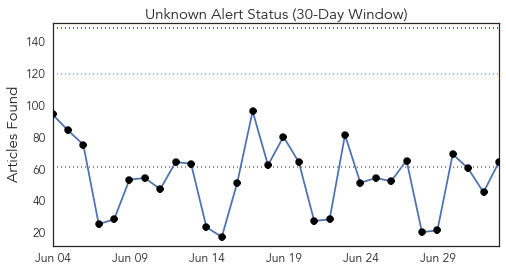 Unknown Alert Status (30-Day Window)
Articles Found
140
120
100
80
60
40
20
Jun 04 Jun 09 Jun 14 Jun 19 Jun 24 Jun 29